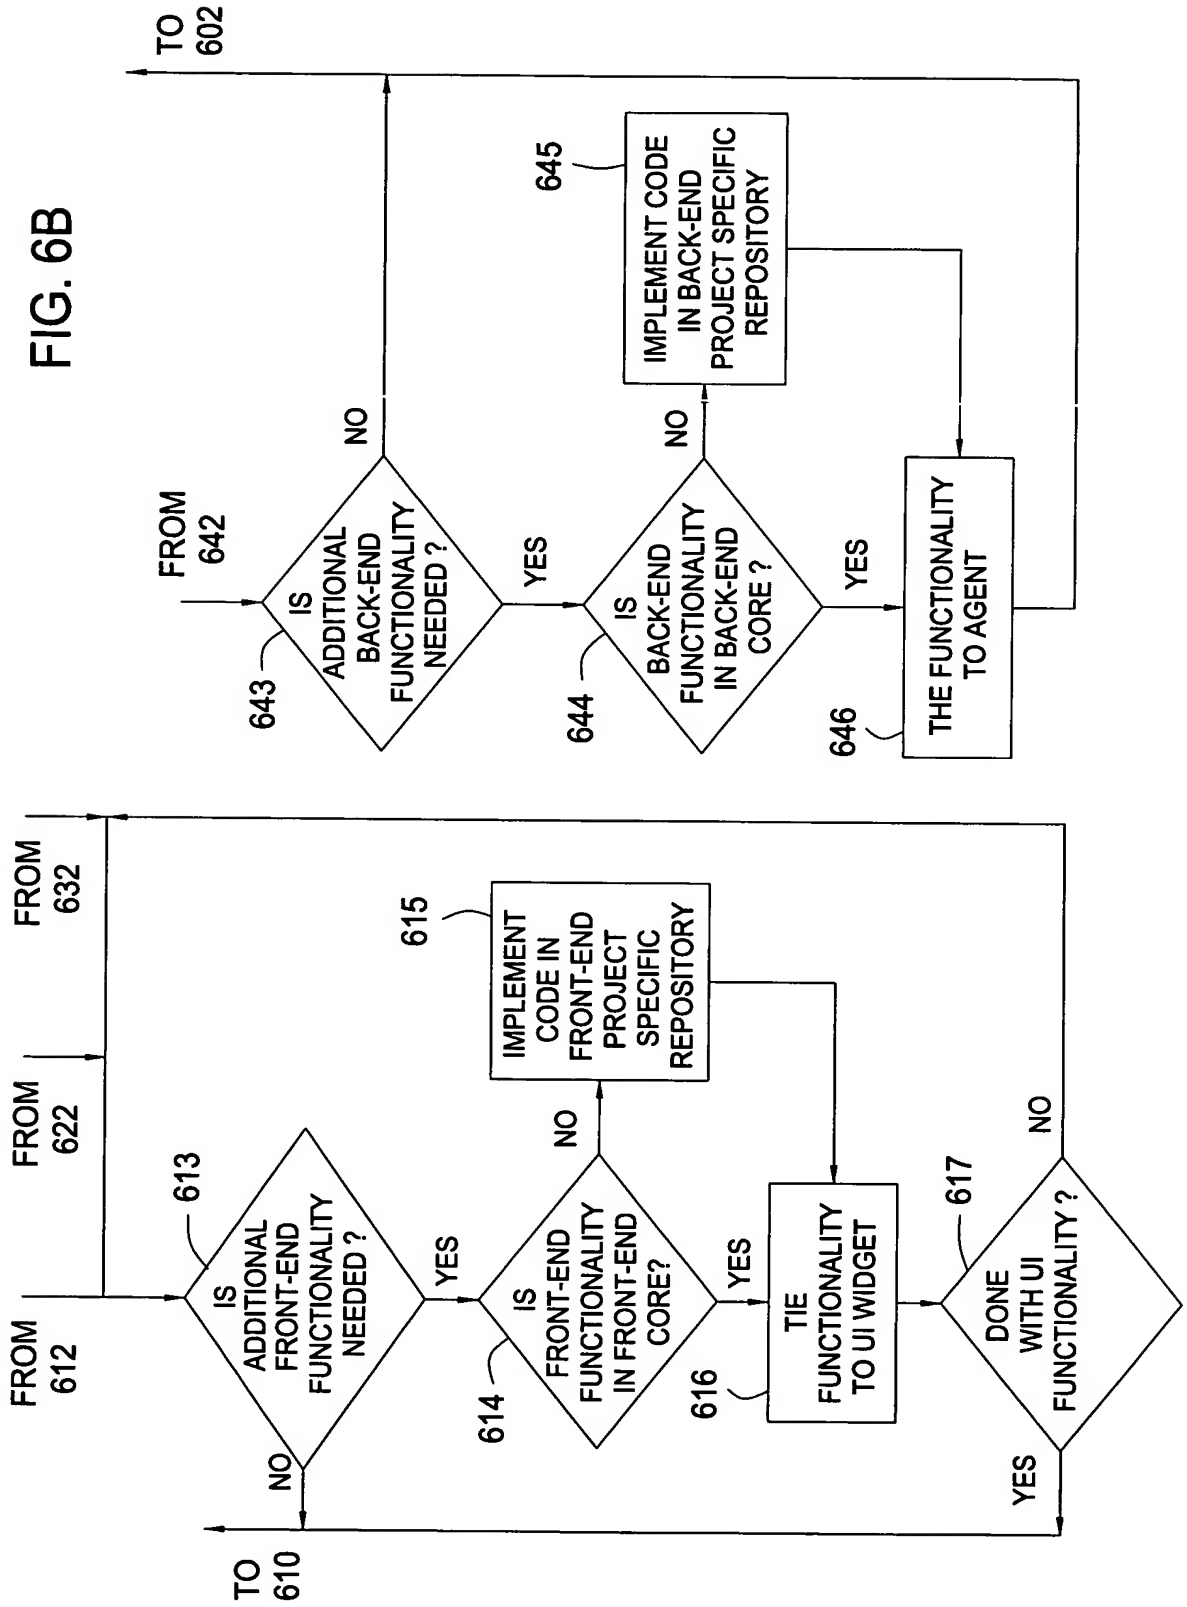 FIG. 6B
FROM
612
FROM
622
FROM
632
613
IS
ADDITIONAL
FRONT-END
FUNCTIONALITY
NEEDED ?
NO
TO
610
YES
614
IS
FRONT-END
FUNCTIONALITY
IN FRONT-END
CORE?
NO
615
IMPLEMENT
CODE IN
FRONT-END
PROJECT
SPECIFIC
REPOSITORY
YES
616
TIE
FUNCTIONALITY
TO UI WIDGET
617
DONE
WITH UI
FUNCTIONALITY ?
YES
NO
FROM
642
TO
602
643
IS
ADDITIONAL
BACK-END
FUNCTIONALITY
NEEDED ?
NO
YES
644
IS
BACK-END
FUNCTIONALITY
IN BACK-END
CORE ?
NO
645
IMPLEMENT CODE
IN BACK-END
PROJECT SPECIFIC
REPOSITORY
YES
646
THE FUNCTIONALITY
TO AGENT